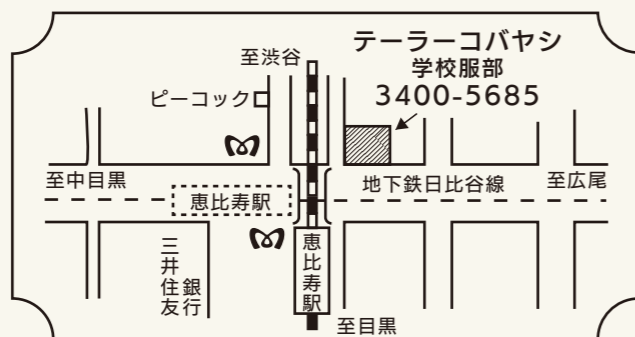 至渋谷
テーラーコバヤシ
学校服部
3400-5685
ピーコック
至中目黒
恵比寿駅
地下鉄日比谷線
至広尾
三井住友
銀行
恵比寿駅
至目黒